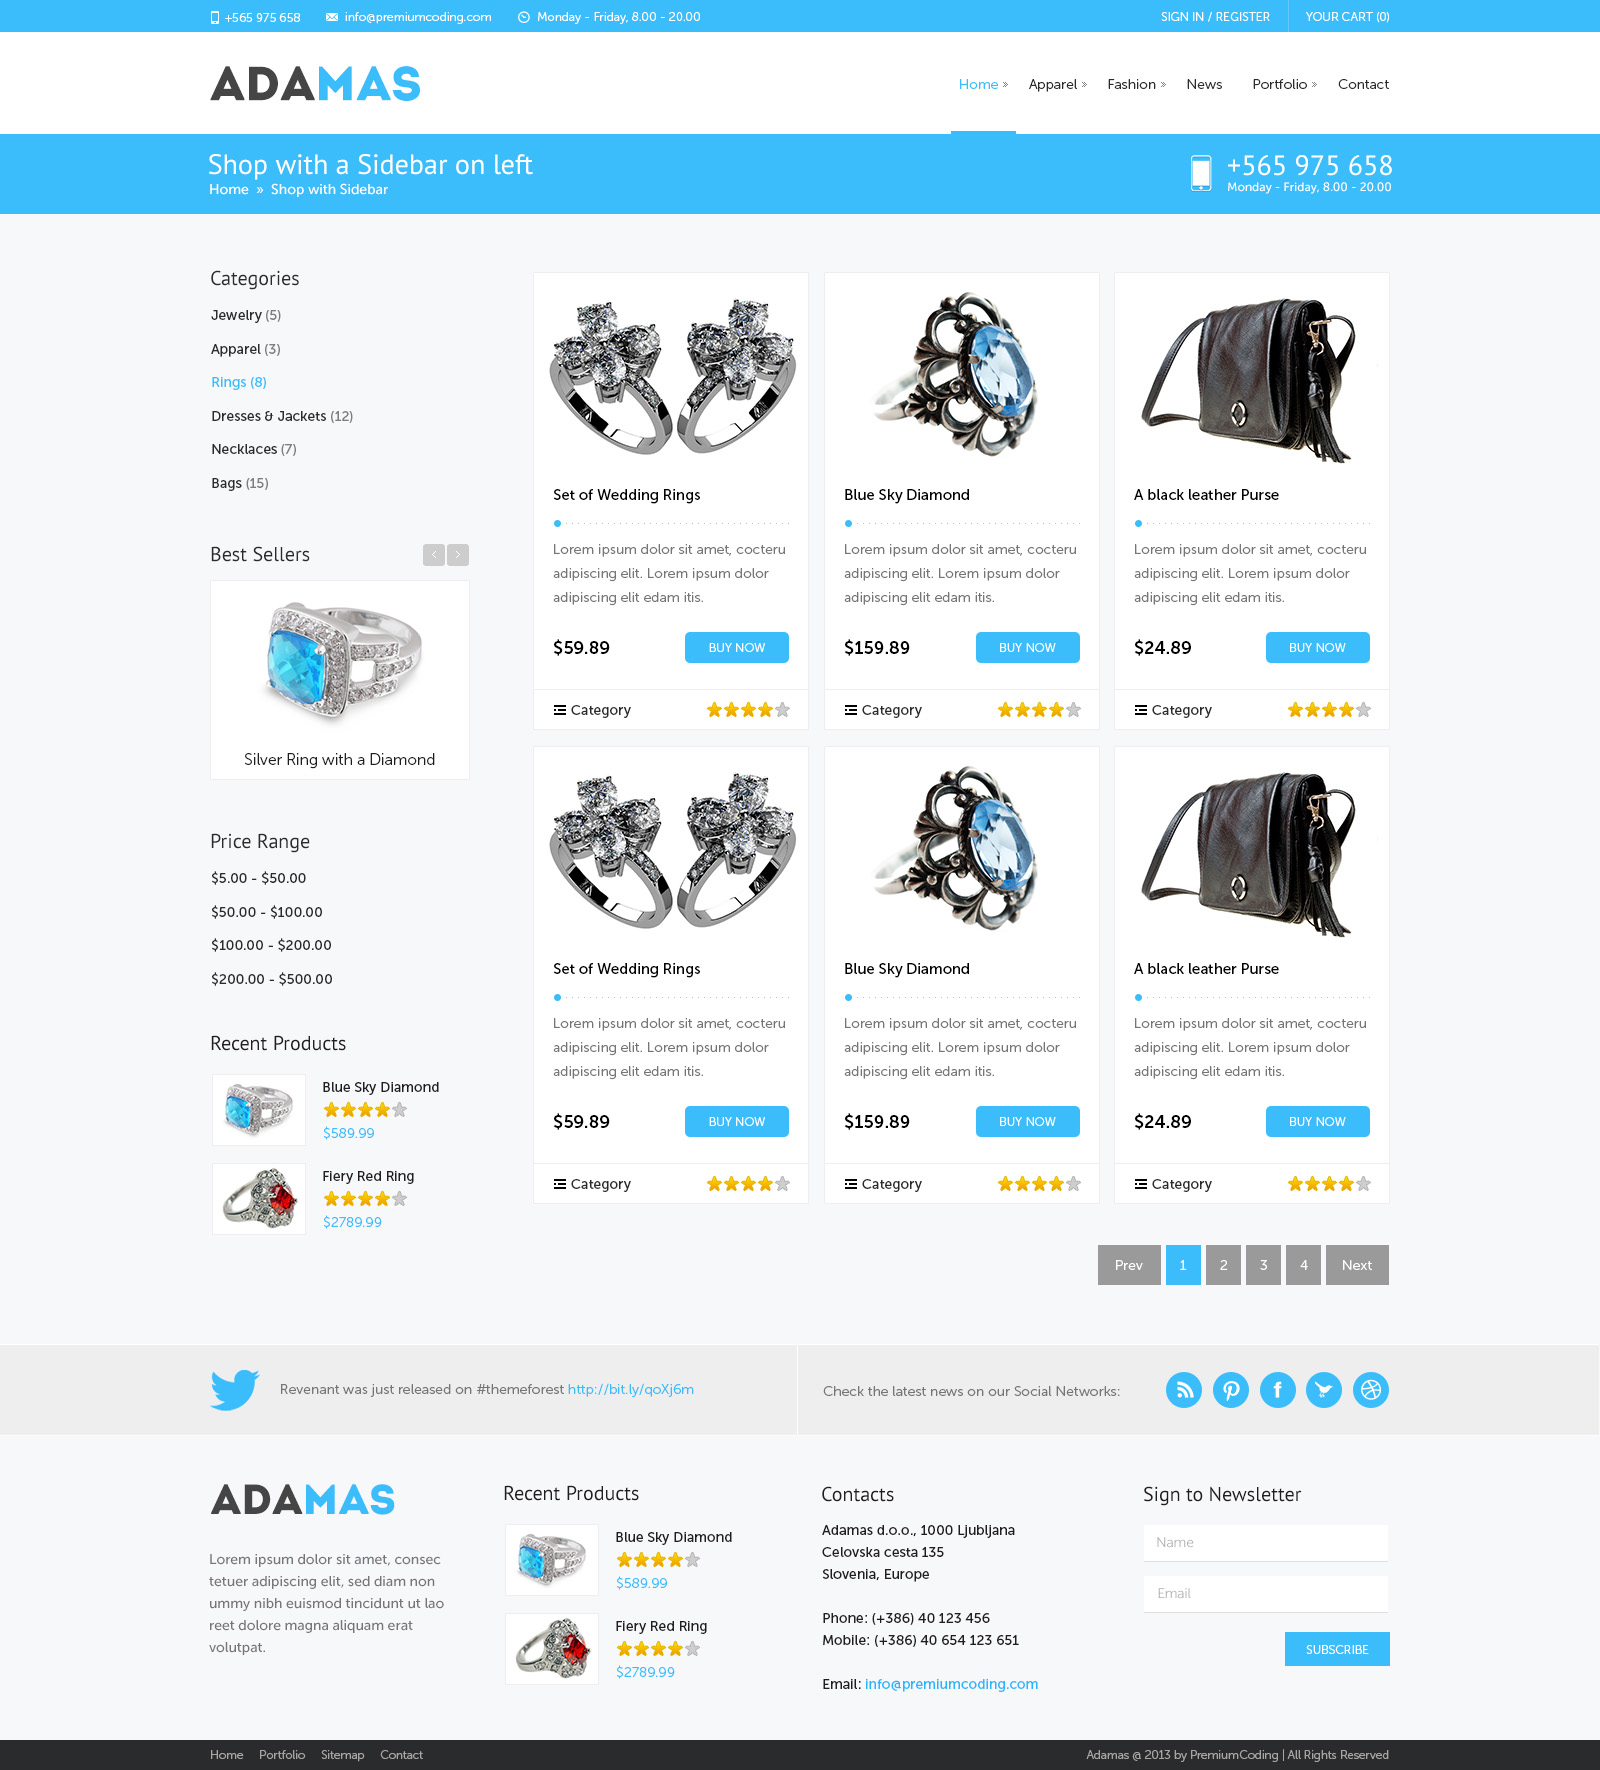 +565 975 658 info@premiumcoding.com Monday - Friday, 8.00 - 20.00 SIGN IN / REGISTER YOUR CART (0)
ADAMAS
Home » Apparel » Fashion » News Portfolio » Contact
Shop with a Sidebar on left
Home » Shop with Sidebar
+565 975 658
Monday - Friday, 8.00 - 20.00
Categories
Jewelry (5)
Apparel (3)
Rings (8)
Dresses & Jackets (12)
Necklaces (7)
Bags (15)
Best Sellers
Silver Ring with a Diamond
Price Range
$5.00 - $50.00
$50.00 - $100.00
$100.00 - $200.00
$200.00 - $500.00
Recent Products
Blue Sky Diamond
$589.99
Fiery Red Ring
$2789.99
Set of Wedding Rings
Lorem ipsum dolor sit amet, cocteru
adipiscing elit. Lorem ipsum dolor
adipiscing elit edam itis.
$59.89 BUY NOW
Category
Blue Sky Diamond
Lorem ipsum dolor sit amet, cocteru
adipiscing elit. Lorem ipsum dolor
adipiscing elit edam itis.
$159.89 BUY NOW
Category
A black leather Purse
Lorem ipsum dolor sit amet, cocteru
adipiscing elit. Lorem ipsum dolor
adipiscing elit edam itis.
$24.89 BUY NOW
Category
Set of Wedding Rings
Lorem ipsum dolor sit amet, cocteru
adipiscing elit. Lorem ipsum dolor
adipiscing elit edam itis.
$59.89 BUY NOW
Category
Blue Sky Diamond
Lorem ipsum dolor sit amet, cocteru
adipiscing elit. Lorem ipsum dolor
adipiscing elit edam itis.
$159.89 BUY NOW
Category
A black leather Purse
Lorem ipsum dolor sit amet, cocteru
adipiscing elit. Lorem ipsum dolor
adipiscing elit edam itis.
$24.89 BUY NOW
Category
Prev 1 2 3 4 Next
Revenant was just released on #themeforest http://bit.ly/qoXj6m
Check the latest news on our Social Networks:
ADAMAS
Lorem ipsum dolor sit amet, consec
tetuer adipiscing elit, sed diam non
ummy nibh euismod tincidunt ut lao
reet dolore magna aliquam erat
volutpat.
Recent Products
Blue Sky Diamond
$589.99
Fiery Red Ring
$2789.99
Contacts
Adamas d.o.o., 1000 Ljubljana
Celovska cesta 135
Slovenia, Europe
Phone: (+386) 40 123 456
Mobile: (+386) 40 654 123 651
Email: info@premiumcoding.com
Sign to Newsletter
Name
Email
SUBSCRIBE
Home Portfolio Sitemap Contact
Adamas @ 2013 by PremiumCoding | All Rights Reserved